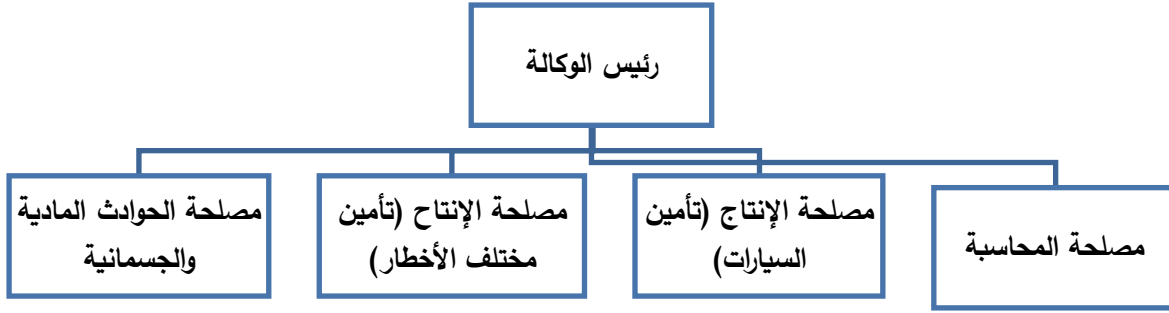 رئيس الوكالة
مصلحة المحاسبة
مصلحة الإنتاج (تأمين
السيارات)
مصلحة الإنتاح (تأمين
مختلف الأخطار)
مصلحة الحوادث المادية
والجسمانية